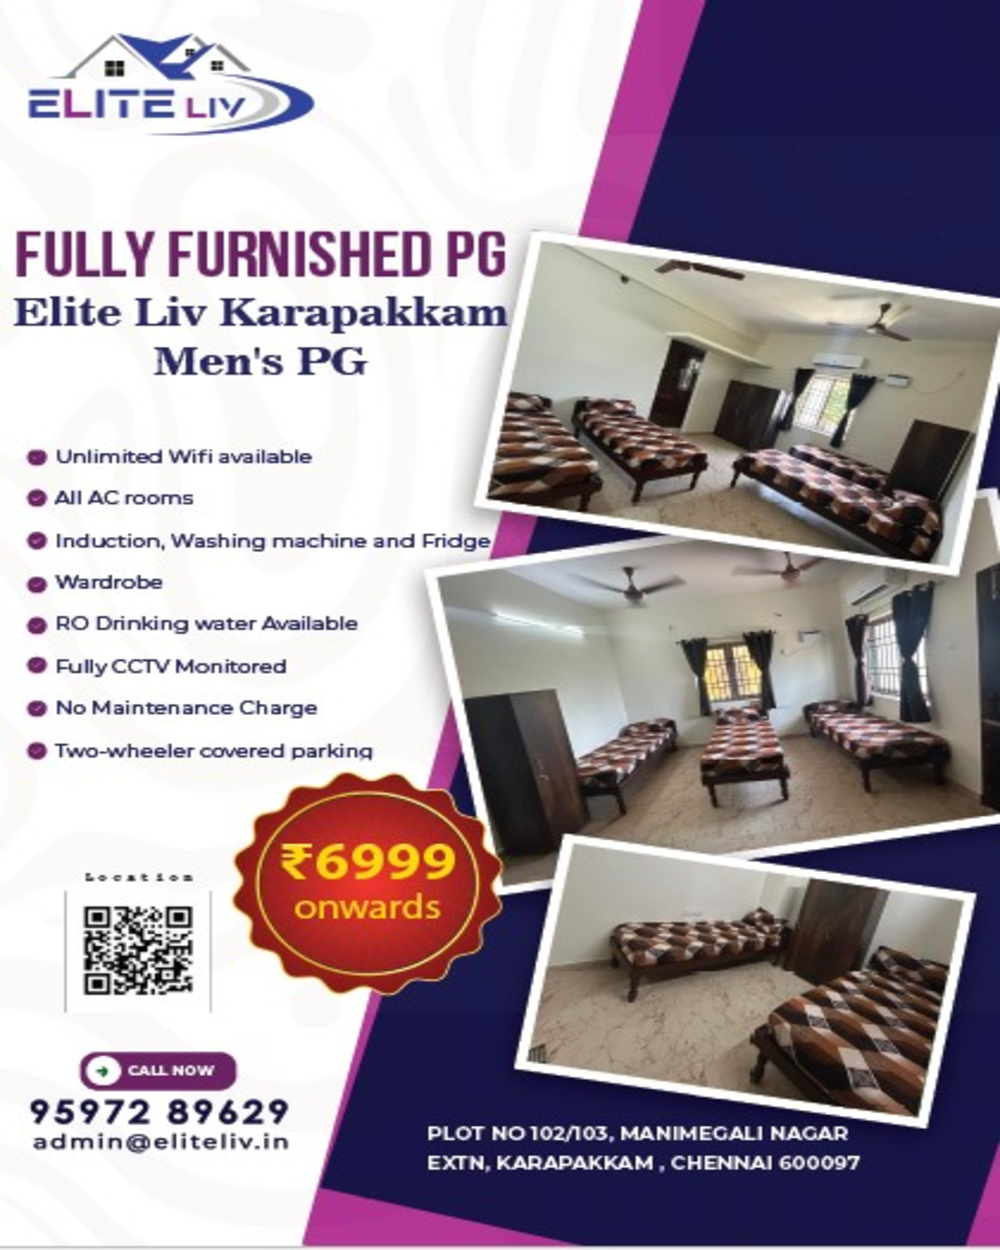 ELITE LIV
FULLY FURNISHED PG
Elite Liv Karapakkam
Men's PG
Unlimited Wifi available
All AC rooms
Induction, Washing machine and Fridge
Wardrobe
RO Drinking water Available
Fully CCTV Monitored
No Maintenance Charge
Two-wheeler covered parking
₹6999
onwards
Location
CALL NOW
95972 89629
admin@eliteliv.in
PLOT NO 102/103, MANIMEGALI NAGAR
EXTN, KARAPAKKAM , CHENNAI 600097